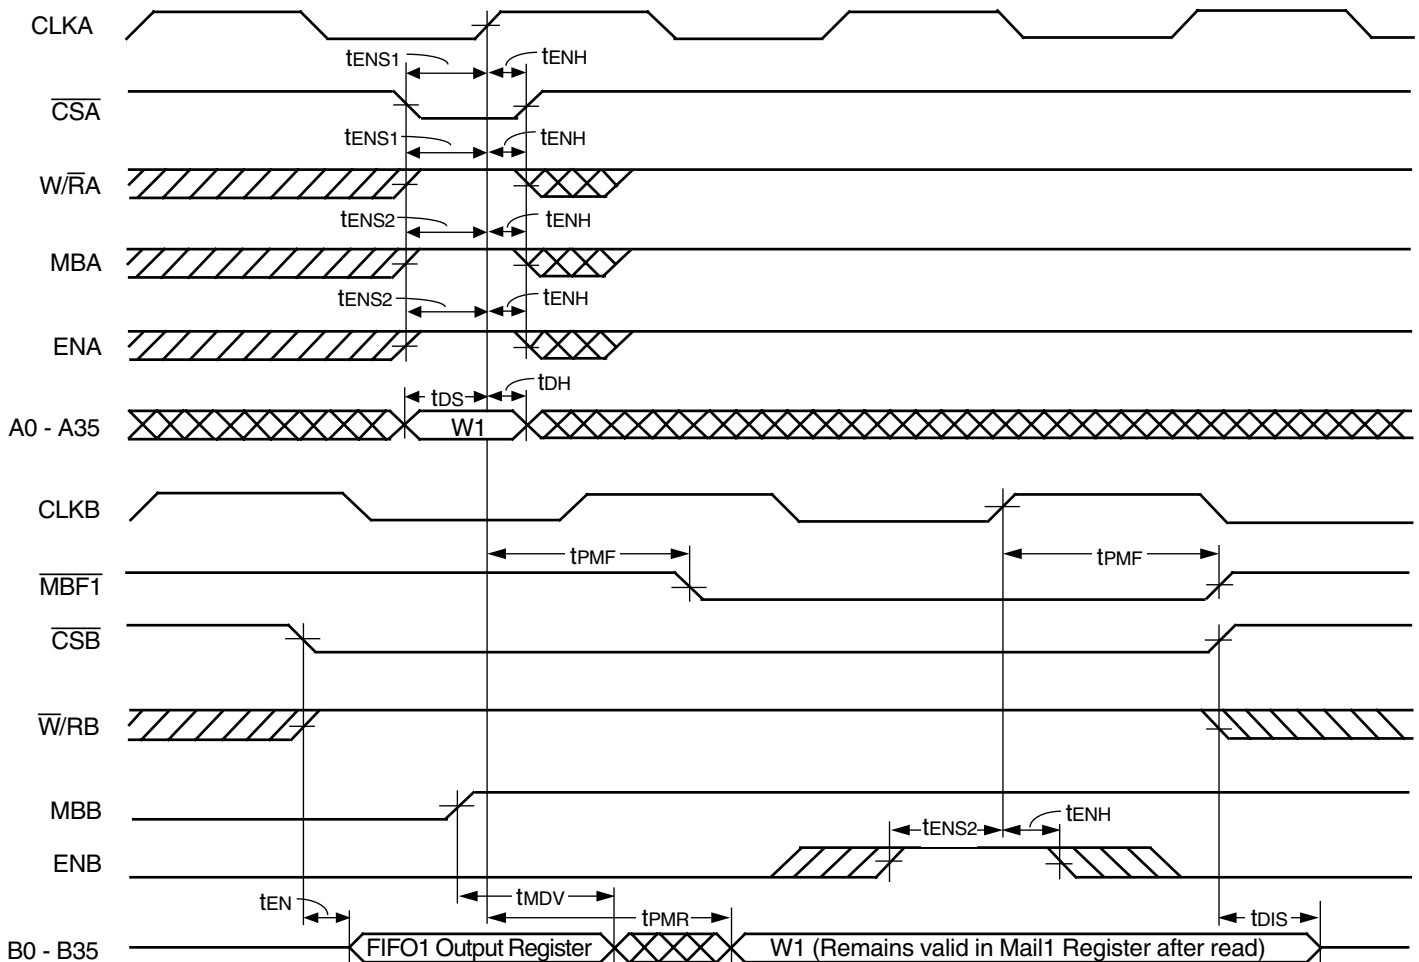 CLKA
tENS1
tENH
CSA
tENS1
tENH
W/RA
tENS2
tENH
MBA
tENS2
tENH
ENA
tDS
tDH
A0 - A35
W1
CLKB
tPMF
tPMF
MBF1
CSB
W/RB
MBB
tENS2
tENH
ENB
tEN
tMDV
tPMR
tDIS
B0 - B35
FIFO1 Output Register
W1 (Remains valid in Mail1 Register after read)